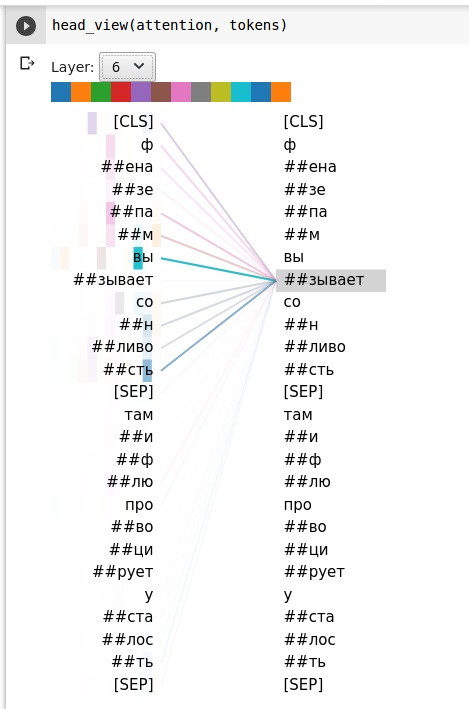 head_view(attention, tokens)
Layer: 6
[CLS] [CLS]
ф ф
##ена ##ена
##зе ##зе
##па ##па
##м ##м
вы вы
##зывает ##зывает
со со
##н ##н
##ливо ##ливо
##сть ##сть
[SEP] [SEP]
там там
##и ##и
##ф ##ф
##лю ##лю
про про
##во ##во
##ци ##ци
##рует ##рует
у у
##ста ##ста
##лос ##лос
##ть ##ть
[SEP] [SEP]